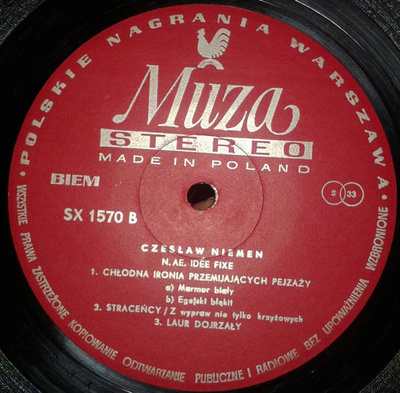 • POLSKIE NAGRANIA WARSZAWA •
Muza
STEREO
MADE IN POLAND
BIEM
S 33
SX 1570 B
CZESŁAW NIEMEN
N. AE. IDÉE FIXE
1. CHŁODNA IRONIA PRZEMIJAJĄCYCH PEJZAŻY
a) Marmur biały
b) Egejski błękit
2. STRACEŃCY / Z wypraw nie tylko krzyżowych
3. LAUR DOJRZAŁY
WSZYSTKIE PRAWA ZASTRZEŻONE KOPIOWANIE ODTWARZANIE PUBLICZNE I RADIOWE BEZ UPOWAŻNIENIA WZBRONIONE